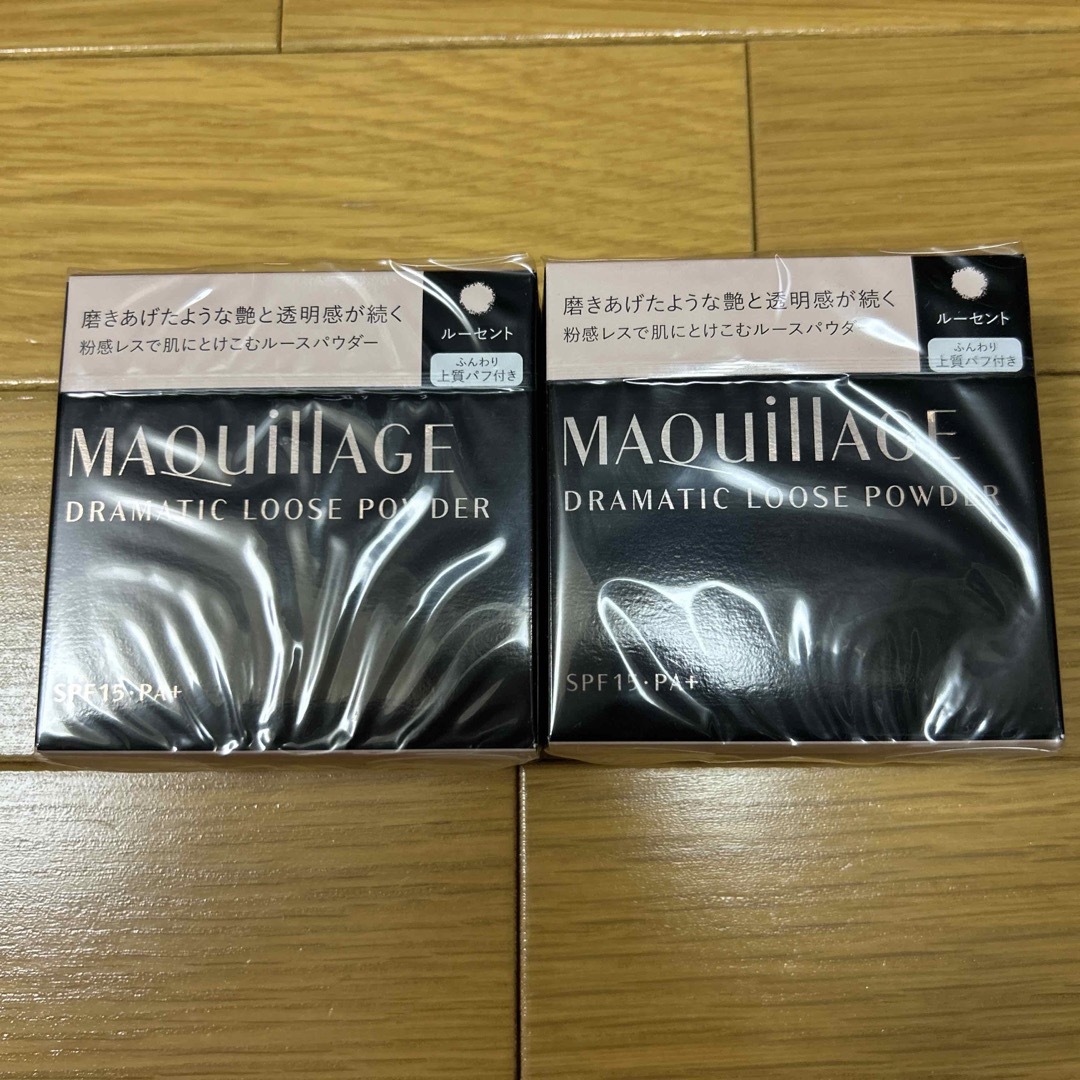 磨きあげたような艶と透明感が続く
粉感レスで肌にとけこむルースパウダー
ルーセント
ふんわり
上質パフ付き
MAQuillAGE
DRAMATIC LOOSE POWDER
SPF15·PA+
磨きあげたような艶と透明感が続く
粉感レスで肌にとけこむルースパウダ
ルーセント
ふんわり
上質パフ付き
MAQuillAGE
DRAMATIC LOOSE POWDER
SPF15·PA+